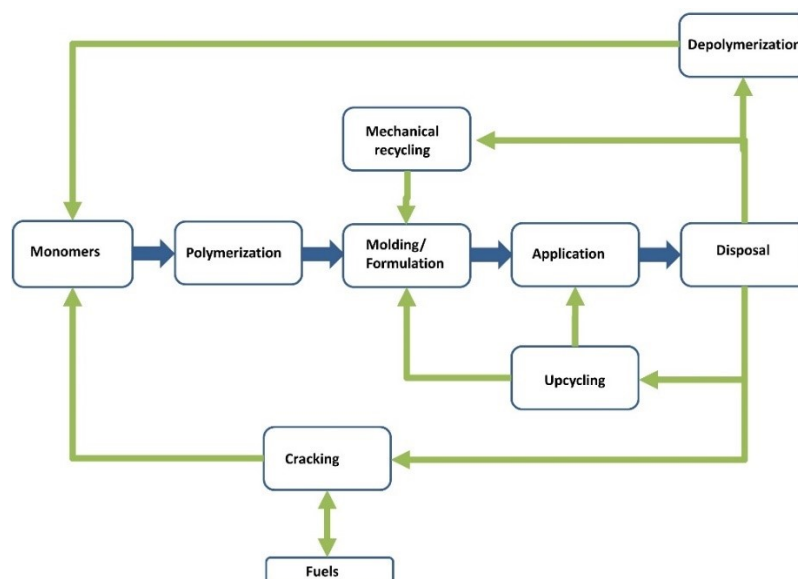 Depolymerization
Mechanical
recycling
Monomers
Polymerization
Molding/
Formulation
Application
Disposal
Upcycling
Cracking
Fuels